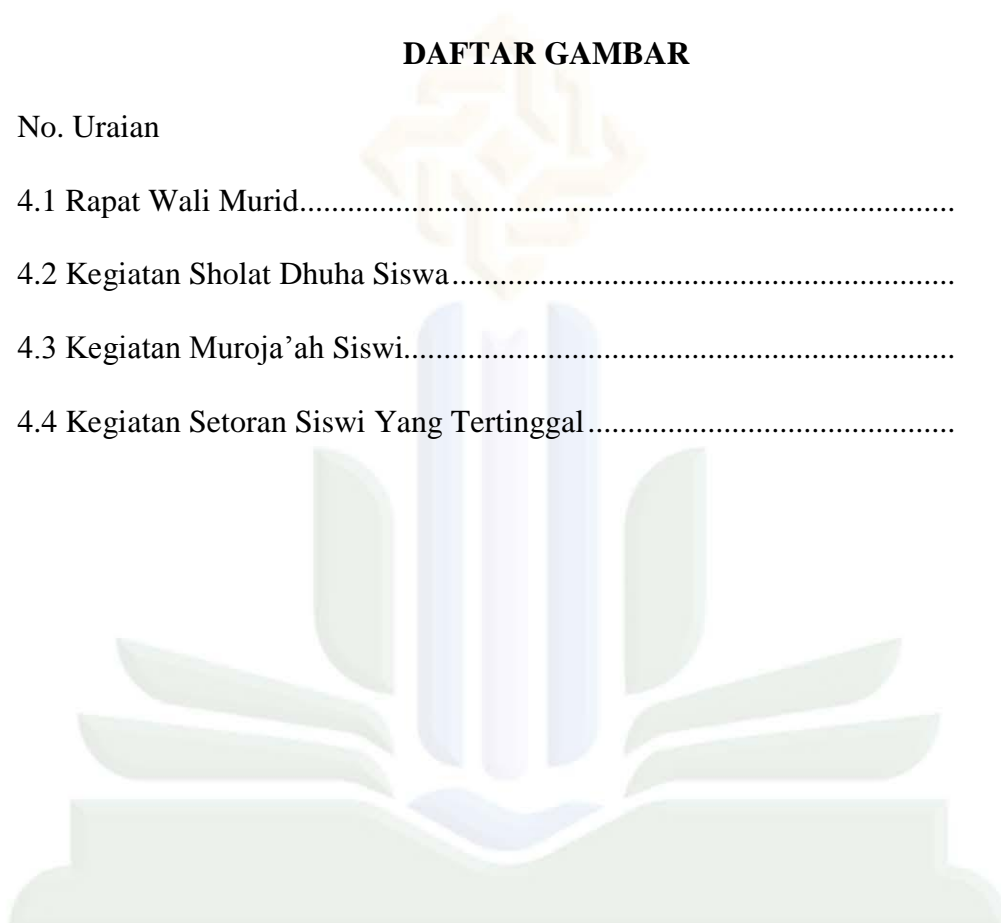 DAFTAR GAMBAR
No. Uraian
4.1 Rapat Wali Murid..................................................................................
4.2 Kegiatan Sholat Dhuha Siswa...............................................................
4.3 Kegiatan Muroja’ah Siswi.....................................................................
4.4 Kegiatan Setoran Siswi Yang Tertinggal..............................................